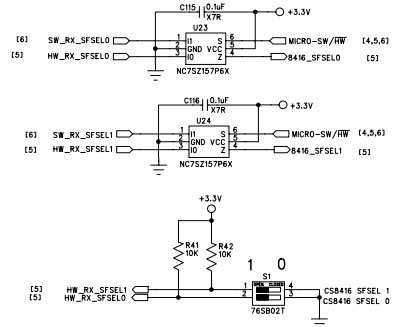 C115 0.1uF
X7R
+3.3V
U23
[6] SW_RX_SFSEL0 1 I1 S 6 MICRO-SW/HW [4,5,6]
2 GND VCC 5
[5] HW_RX_SFSEL0 3 I0 Z 4 8416_SFSEL0 [5]
NC7SZ157P6X
C116 0.1uF
X7R
+3.3V
U24
[6] SW_RX_SFSEL1 1 I1 S 6 MICRO-SW/HW [4,5,6]
2 GND VCC 5
[5] HW_RX_SFSEL1 3 I0 Z 4 8416_SFSEL1 [5]
NC7SZ157P6X
+3.3V
R41
10K
R42
10K
1 0
S1
OPEN CLOSED
[5] HW_RX_SFSEL1 1 4 CS8416 SFSEL 1
[5] HW_RX_SFSEL0 2 3 CS8416 SFSEL 0
76SB02T